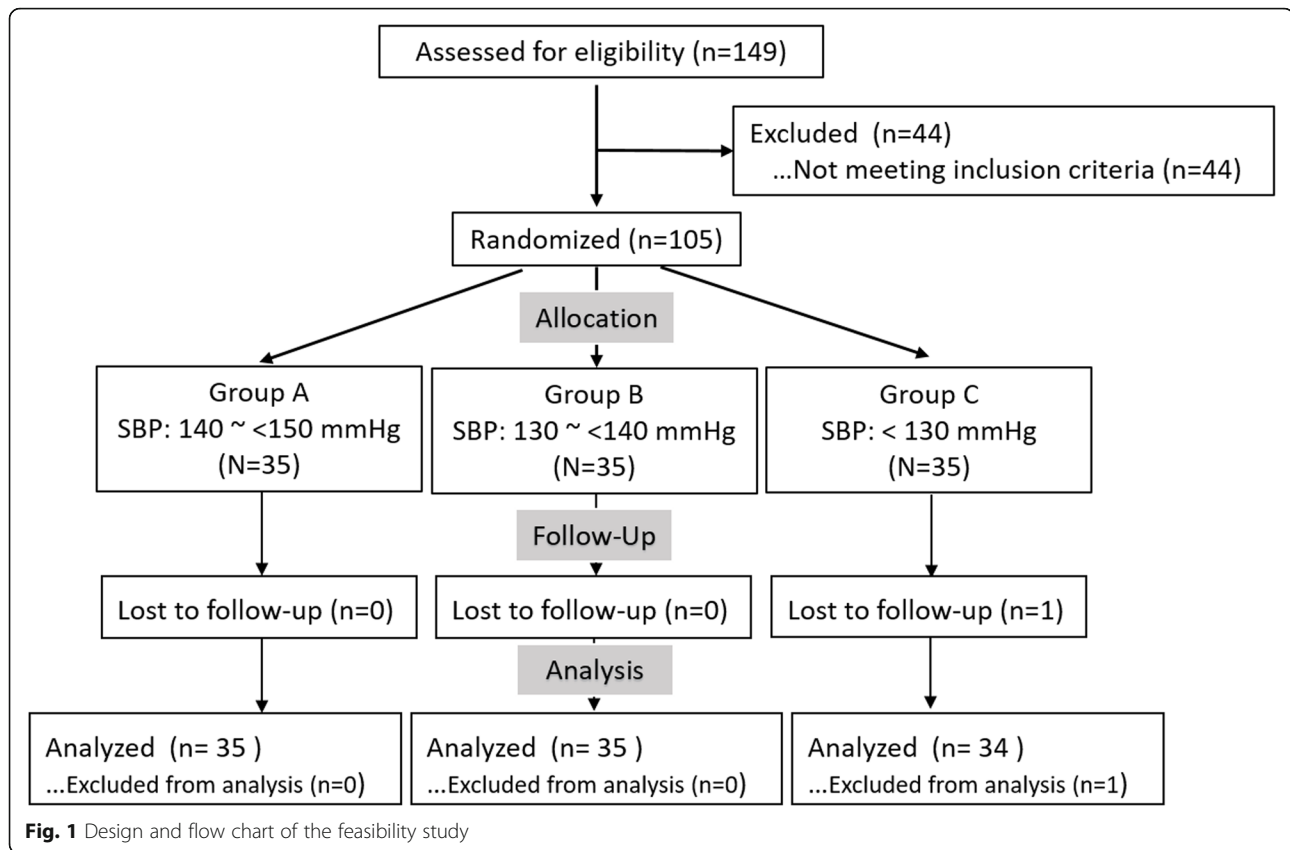 Assessed for eligibility (n=149)
Excluded (n=44)
...Not meeting inclusion criteria (n=44)
Randomized (n=105)
Allocation
Group A
SBP: 140 ~ <150 mmHg
(N=35)
Group B
SBP: 130 ~ <140 mmHg
(N=35)
Group C
SBP: < 130 mmHg
(N=35)
Follow-Up
Lost to follow-up (n=0)
Lost to follow-up (n=0)
Lost to follow-up (n=1)
Analysis
Analyzed (n= 35 )
...Excluded from analysis (n=0)
Analyzed (n= 35 )
...Excluded from analysis (n=0)
Analyzed (n= 34 )
...Excluded from analysis (n=1)
Fig. 1 Design and flow chart of the feasibility study